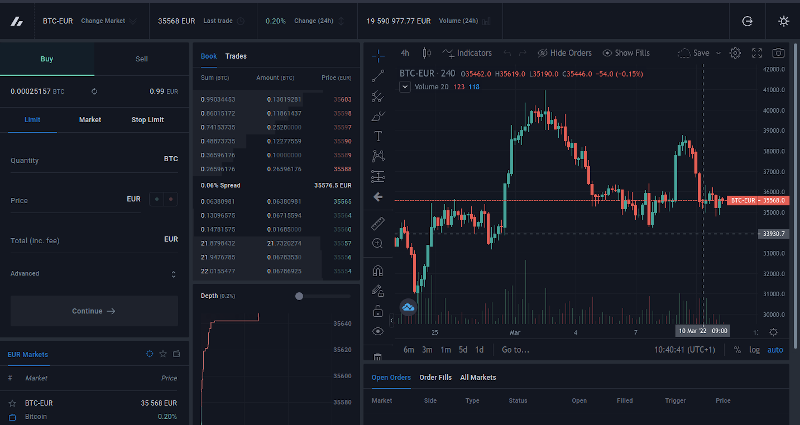 BTC-EUR Change Market 35568 EUR Last trade 0.20% Change (24h) 19 590 977.77 EUR Volume (24h)
Buy Sell
0.00025157 BTC 0.99 EUR
Limit Market Stop Limit
Quantity BTC
Price EUR
Total (inc. fee) EUR
Advanced
Continue
EUR Markets
# Market Price
BTC-EUR 35 568 EUR
Bitcoin 0.20%
Book Trades
Sum (BTC) Amount (BTC) Price (EUR)
0.99034453 0.13019281 35603
0.86015172 0.11861437 35598
0.74153735 35597
0.48873735 0.12277559 35590
0.36596176 35589
0.26596176 0.26596176 35588
0.06% Spread 35576.5 EUR
0.06380981 0.06380981 35565
0.13096575 0.06715594 35564
0.14781575 35557
21.8798432 21.7320274
21.9476785 0.06783530 35556
22.0155477 0.06786925 35554
Depth (0.2%)
35640
35620
35600
35580
4h Indicators Hide Orders Show Fills Save
BTC-EUR · 240 O35462.0 H35619.0 L35190.0 C35446.0 −54.0 (−0.15%)
Volume 20 123 118
42000.0
40000.0
39000.0
38000.0
37000.0
36000.0
BTC-EUR 35568.0
35000.0
33930.7
33000.0
32000.0
31000.0
30000.0
25 Mar 4 7 10 Mar '22 09:00
6m 3m 1m 5d 1d Go to... 10:40:41 (UTC+1) % log auto
Open Orders Order Fills All Markets
Market Side Type Status Open Filled Trigger Price